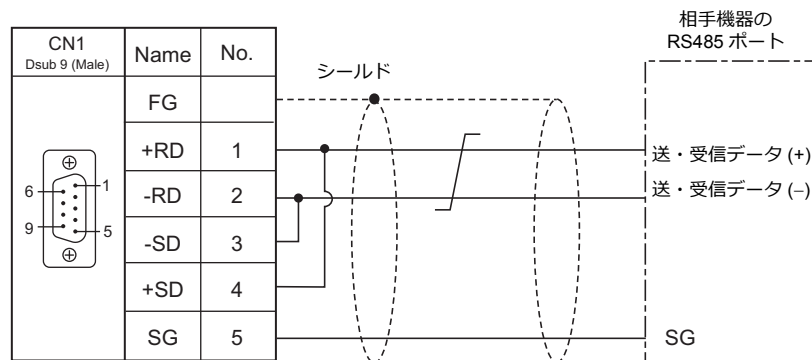 相手機器の
RS485 ポート
CN1
Dsub 9 (Male)
Name
No.
シールド
FG
+RD
1
送・受信データ (+)
-RD
2
送・受信データ (−)
-SD
3
+SD
4
SG
5
SG
6
1
9
5